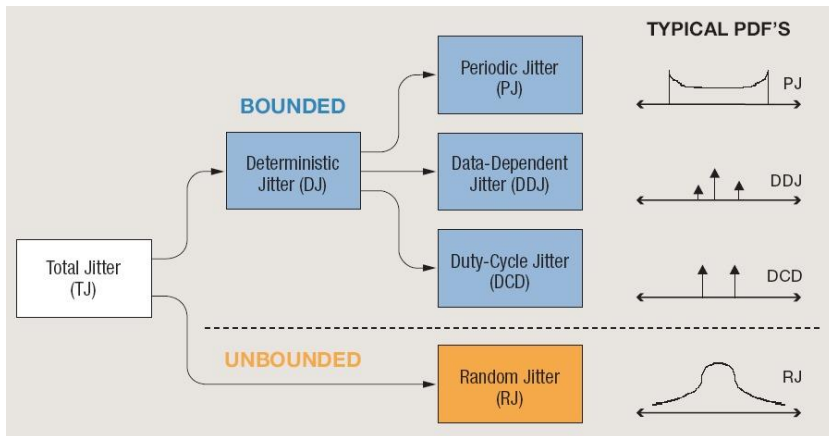 TYPICAL PDF'S
Periodic Jitter
(PJ)
PJ
BOUNDED
Deterministic
Jitter (DJ)
Data-Dependent
Jitter (DDJ)
DDJ
Total Jitter
(TJ)
Duty-Cycle Jitter
(DCD)
DCD
UNBOUNDED
Random Jitter
(RJ)
RJ